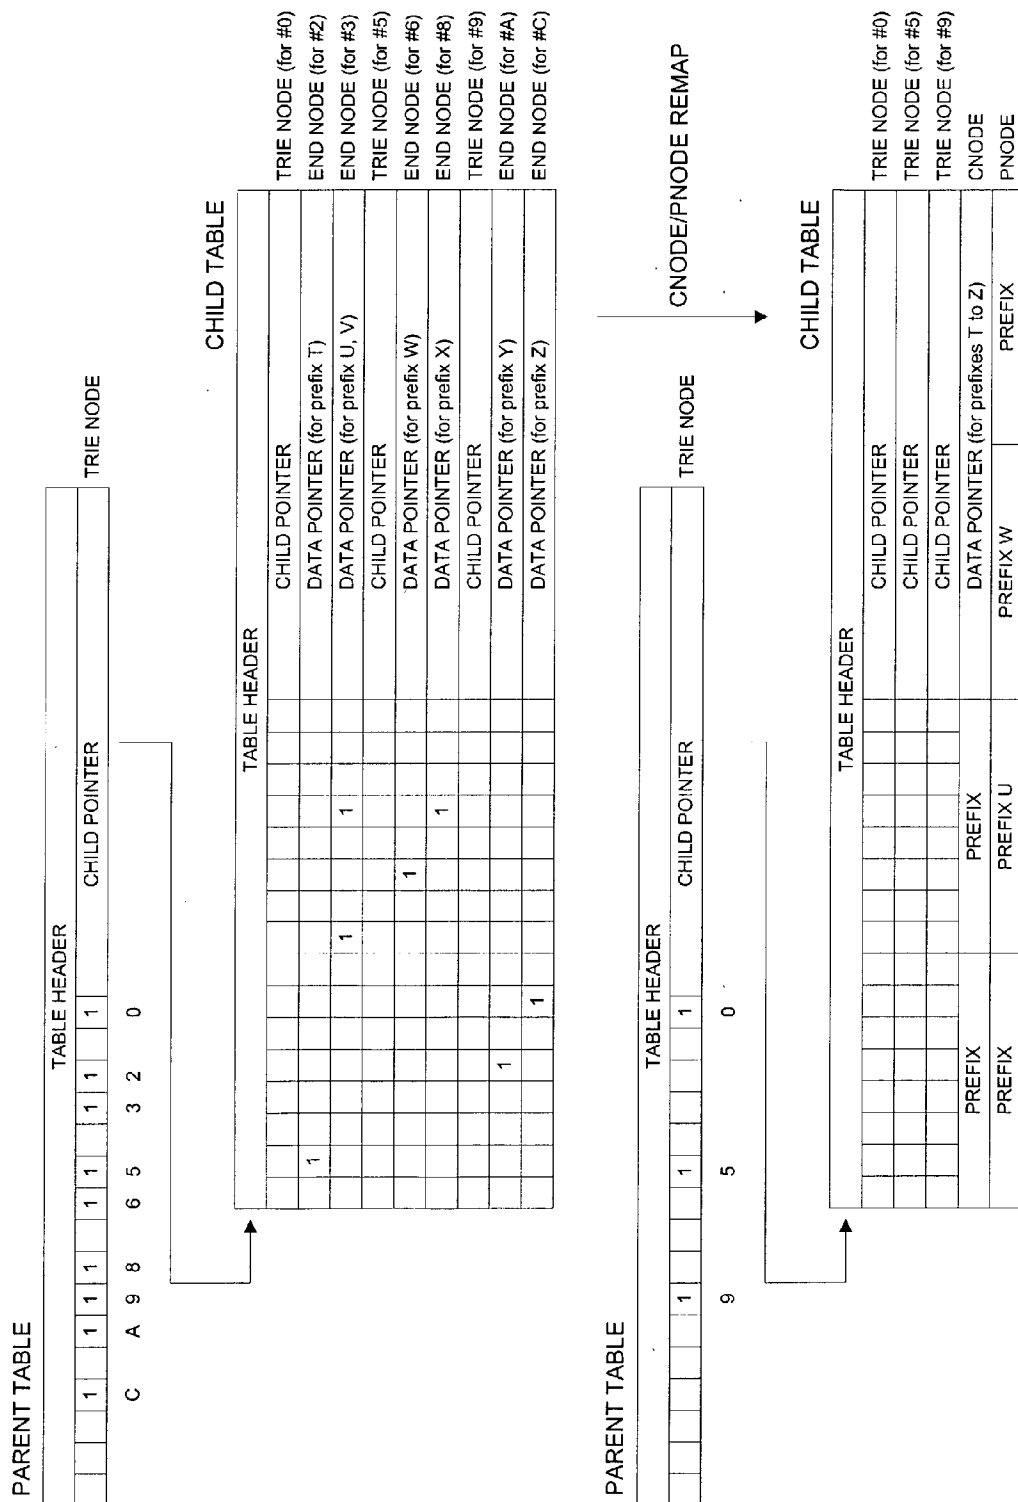 PARENT TABLE
TABLE HEADER
1 1 1 1 1 1 1 1 1 CHILD POINTER TRIE NODE
C A 9 8 6 5 3 2 0
CHILD TABLE
TABLE HEADER
CHILD POINTER TRIE NODE (for #0)
1 DATA POINTER (for prefix T) END NODE (for #2)
1 1 DATA POINTER (for prefix U, V) END NODE (for #3)
CHILD POINTER TRIE NODE (for #5)
1 DATA POINTER (for prefix W) END NODE (for #6)
1 DATA POINTER (for prefix X) END NODE (for #8)
CHILD POINTER TRIE NODE (for #9)
1 DATA POINTER (for prefix Y) END NODE (for #A)
1 DATA POINTER (for prefix Z) END NODE (for #C)
CNODE/PNODE REMAP
PARENT TABLE
TABLE HEADER
1 1 1 CHILD POINTER TRIE NODE
9 5 0
CHILD TABLE
TABLE HEADER
CHILD POINTER TRIE NODE (for #0)
CHILD POINTER TRIE NODE (for #5)
CHILD POINTER TRIE NODE (for #9)
PREFIX PREFIX DATA POINTER (for prefixes T to Z) CNODE
PREFIX PREFIX U PREFIX W PREFIX PNODE